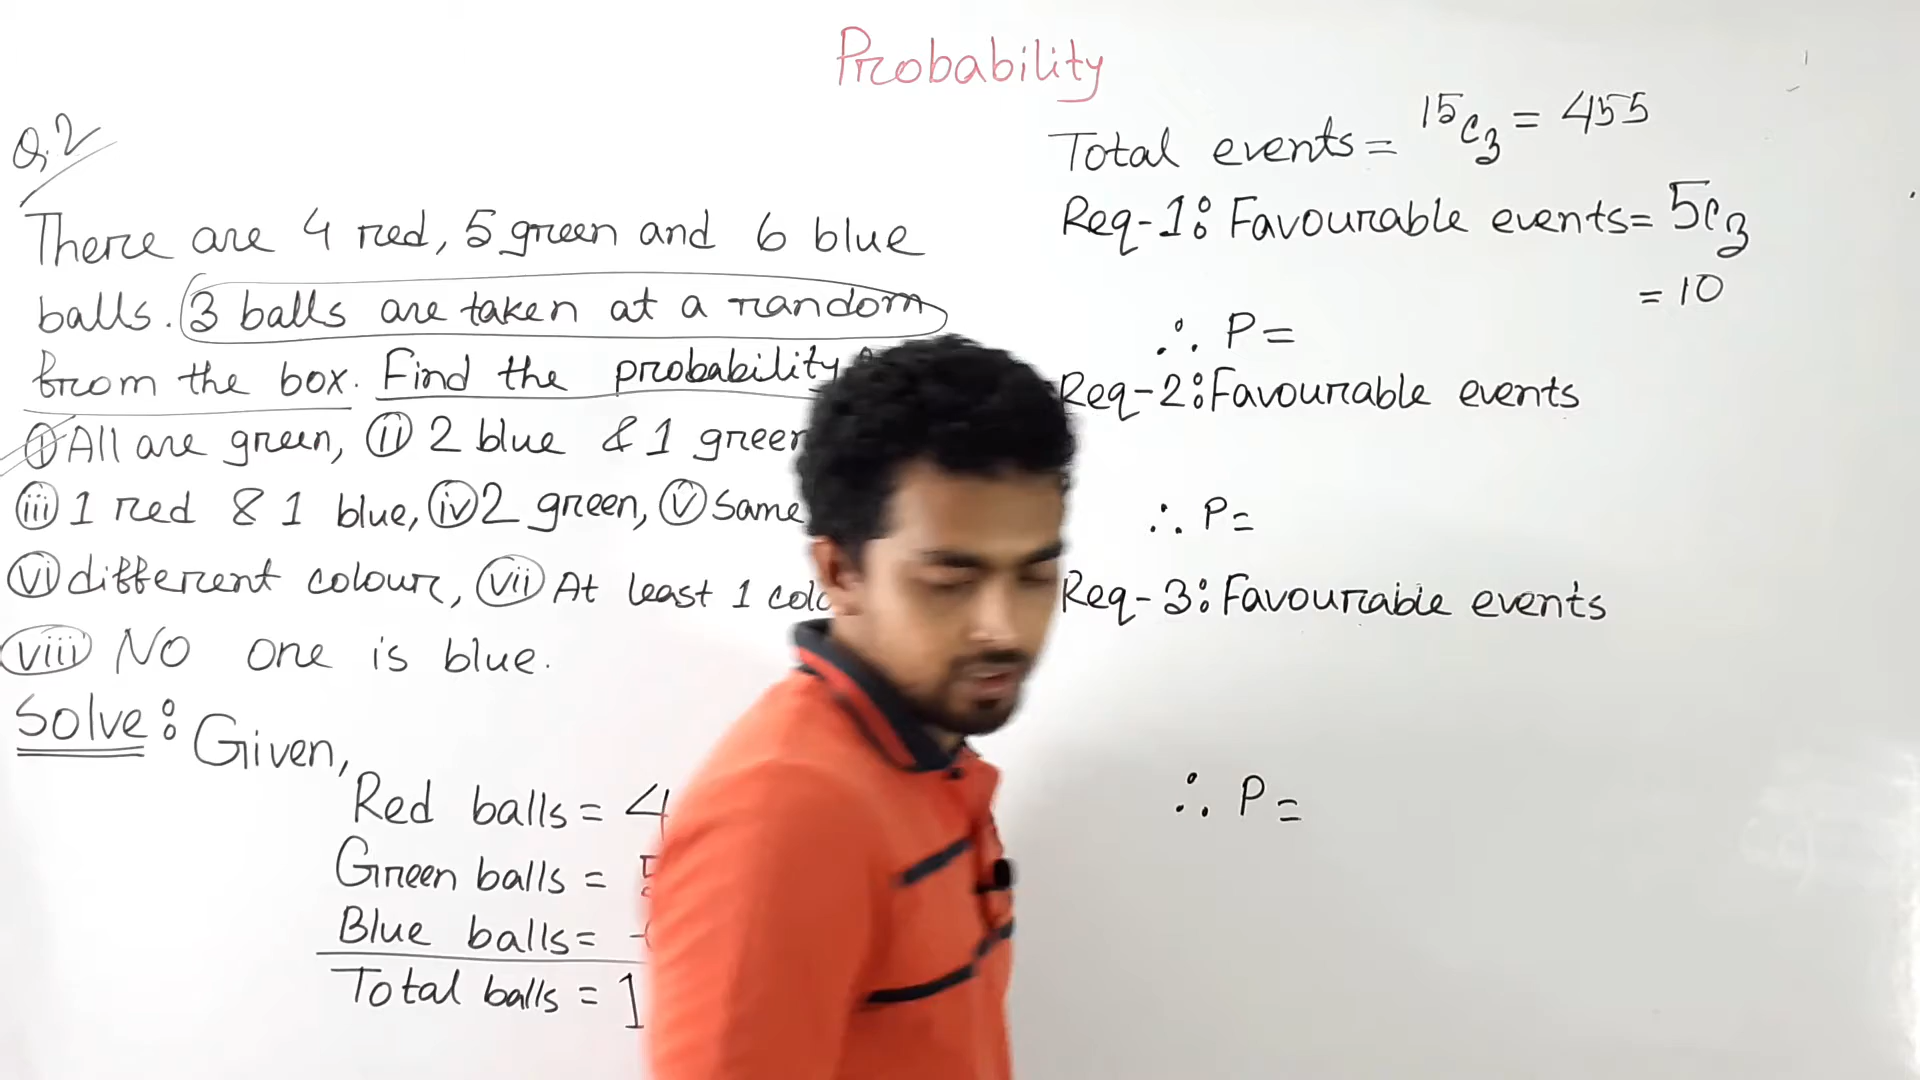 Probability
Q.2
There are 4 red, 5 green and 6 blue
balls. 3 balls are taken at a random
from the box. Find the probability
(i) All are green, (ii) 2 blue & 1 green
(iii) 1 red & 1 blue, (iv) 2 green, (v) Same
(vi) different colour, (vii) At least 1
(viii) No one is blue.
Solve: Given,
Red balls = 4
Green balls = 5
Blue balls =
Total balls = 1
Total events = 15C3 = 455
Req-1: Favourable events = 5C3
= 10
∴ P =
Req-2: Favourable events
∴ P =
Req-3: Favourable events
∴ P =